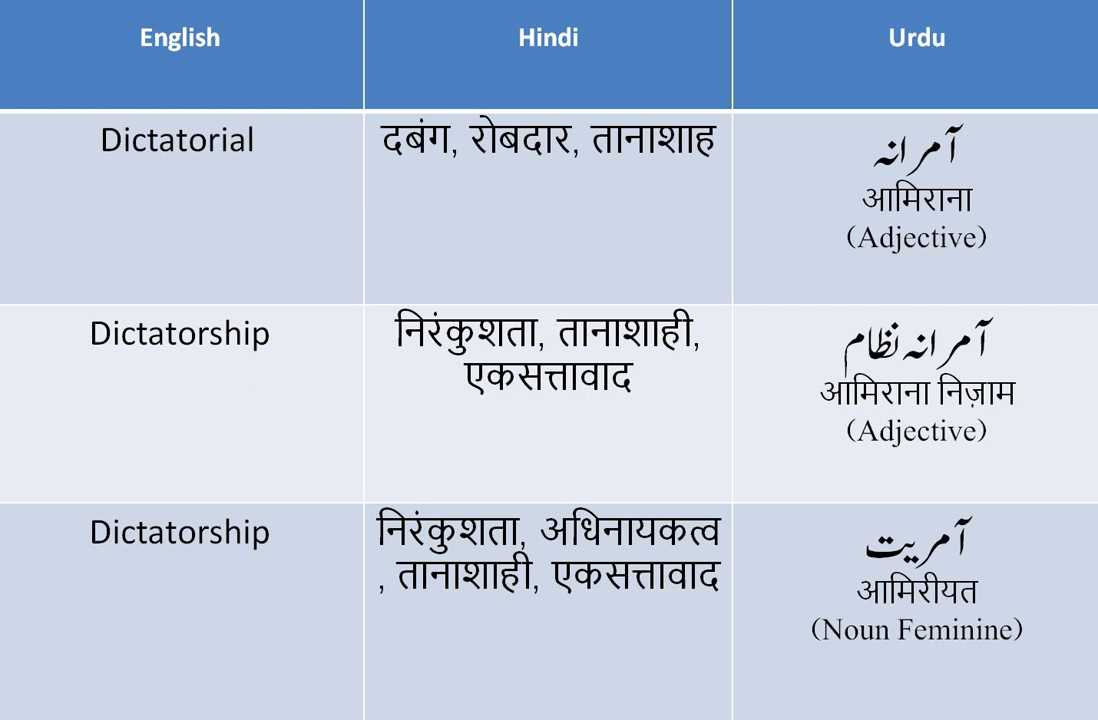 English
Hindi
Urdu
Dictatorial
दबंग, रोबदार, तानाशाह
آمرانہ
आमिराना
(Adjective)
Dictatorship
निरंकुशता, तानाशाही,
एकसत्तावाद
آمرانہ نظام
आमिराना निज़ाम
(Adjective)
Dictatorship
निरंकुशता, अधिनायकत्व
, तानाशाही, एकसत्तावाद
آمریت
आमिरीयत
(Noun Feminine)